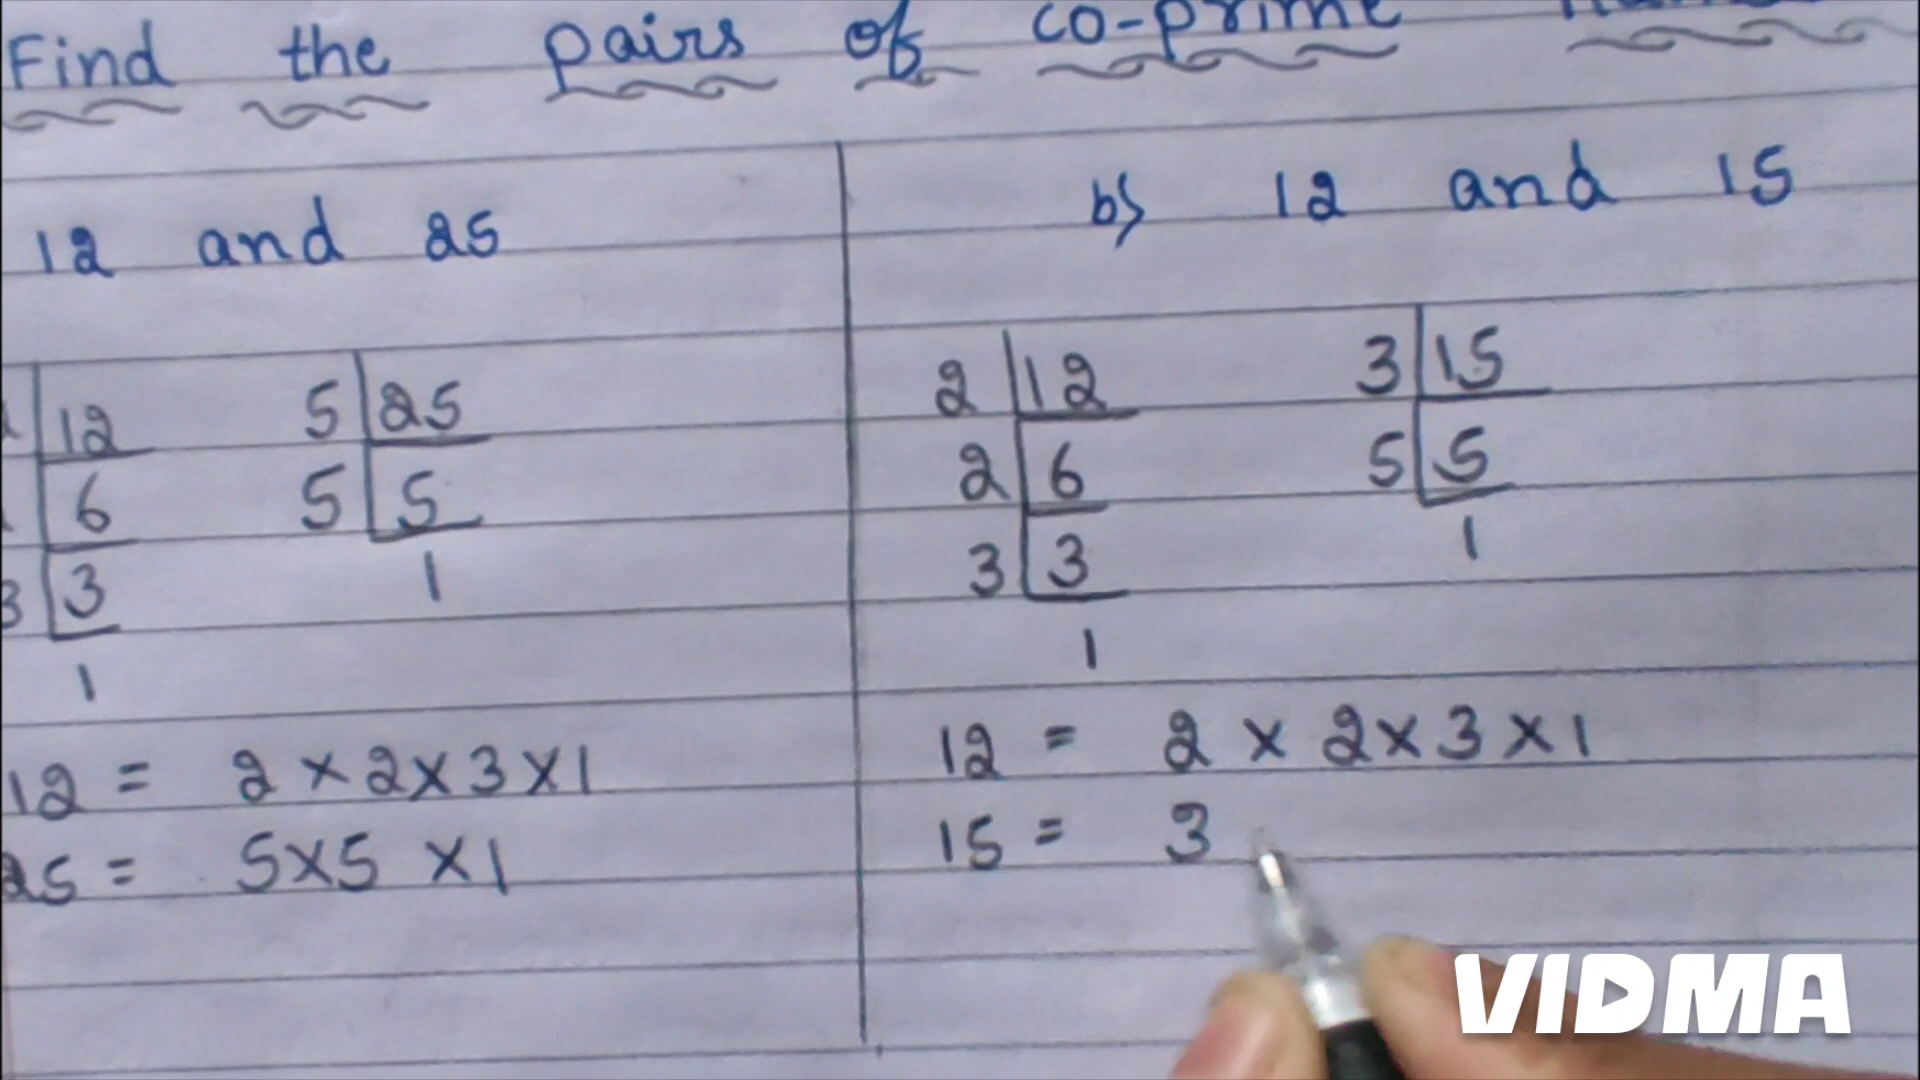 Find the pairs of co-prime
12 and 25
12
5 25
6
5 5
3 3
1
1
12 = 2 × 2 × 3 × 1
25 = 5 × 5 × 1
b) 12 and 15
2 12
3 15
2 6
5 5
3 3
1
1
12 = 2 × 2 × 3 × 1
15 = 3
VIDMA